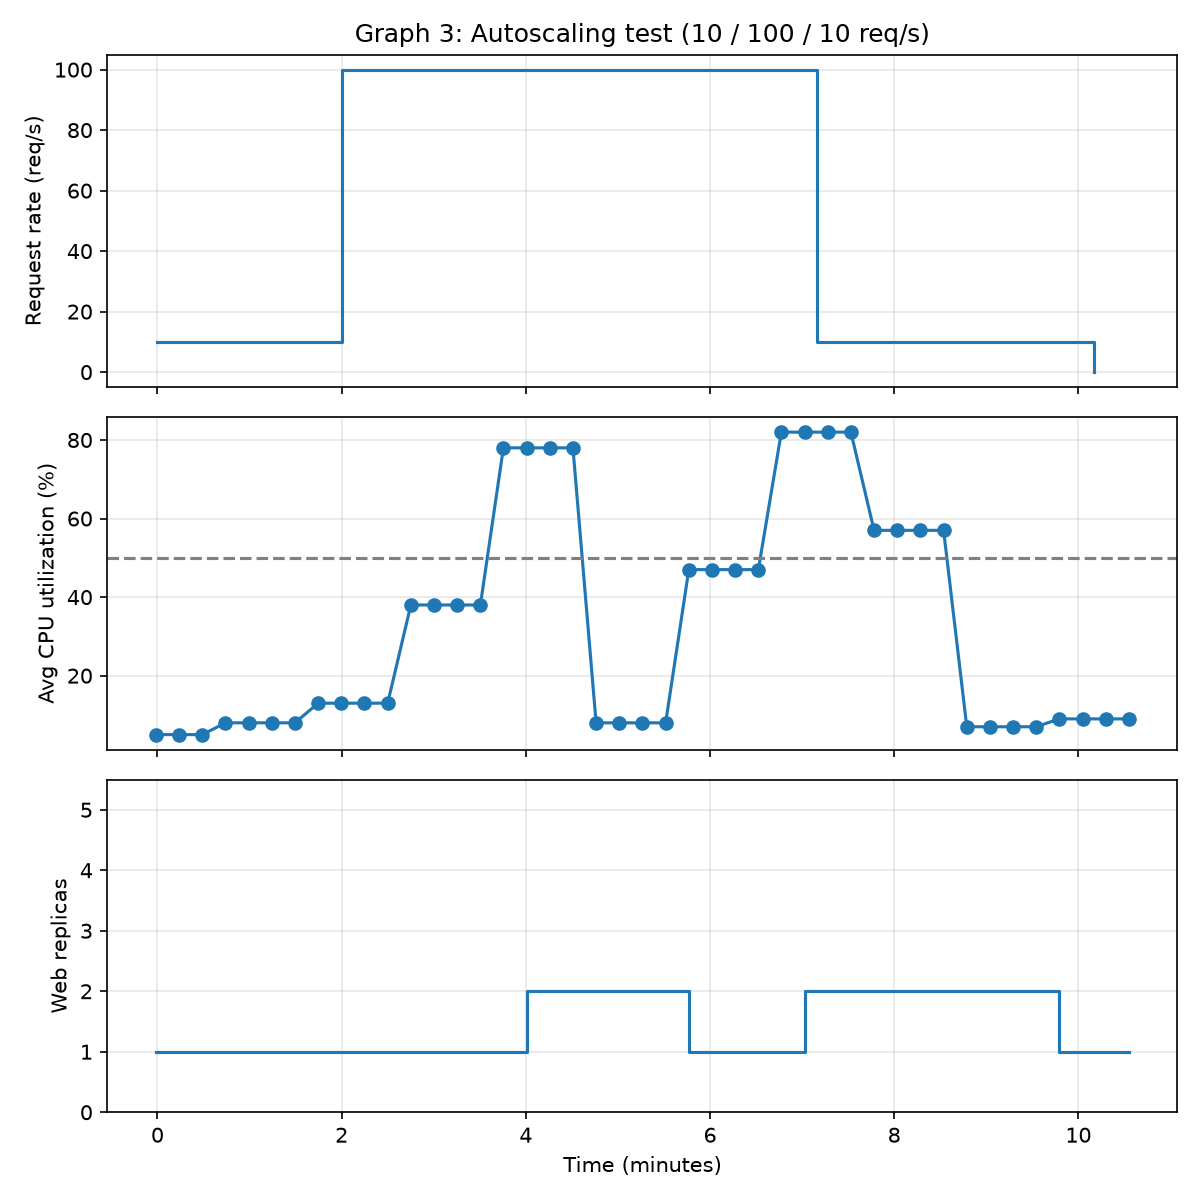 Graph 3: Autoscaling test (10 / 100 / 10 req/s)
Request rate (req/s)
100
80
60
40
20
0
Avg CPU utilization (%)
80
60
40
20
Web replicas
5
4
3
2
1
0
0 2 4 6 8 10
Time (minutes)